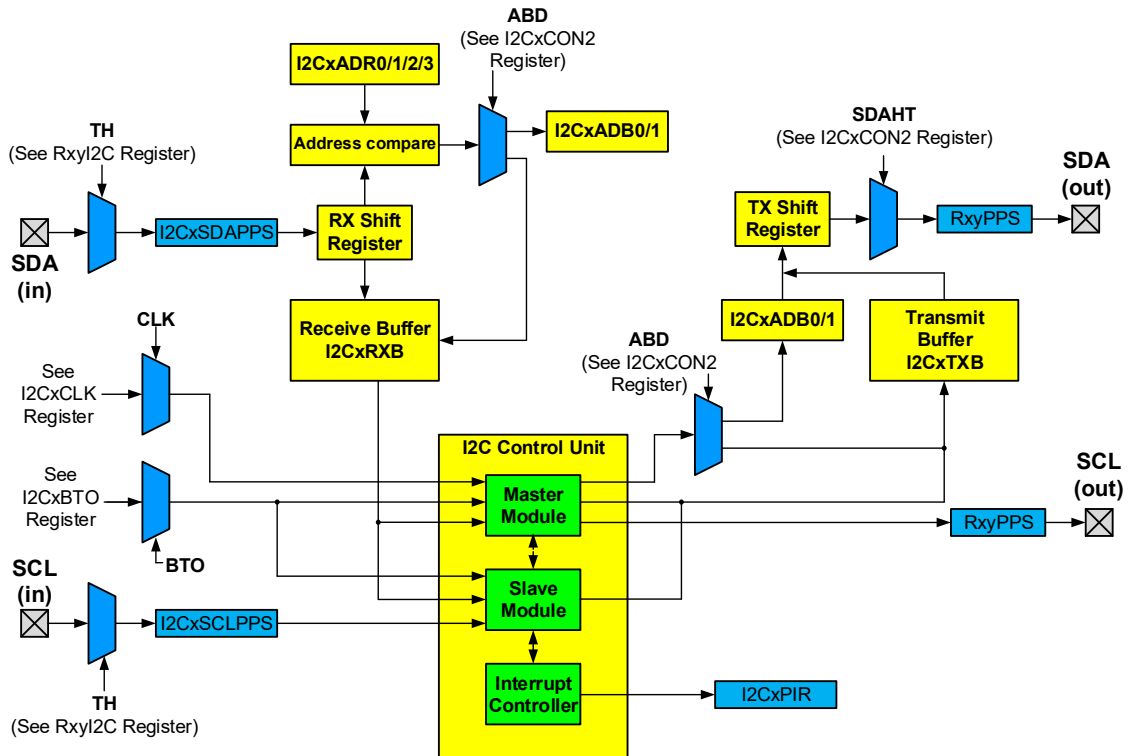 ABD
(See I2CxCON2
Register)
I2CxADR0/1/2/3
SDAHT
(See I2CxCON2 Register)
TH
(See RxyI2C Register)
Address compare
I2CxADB0/1
SDA
(out)
I2CxSDAPPS
RX Shift
Register
TX Shift
Register
RxyPPS
SDA
(in)
Receive Buffer
I2CxRXB
I2CxADB0/1
Transmit
Buffer
I2CxTXB
CLK
See
I2CxCLK
Register
ABD
(See I2CxCON2
Register)
I2C Control Unit
See
I2CxBTO
Register
Master
Module
SCL
(out)
RxyPPS
BTO
SCL
(in)
Slave
Module
I2CxSCLPPS
Interrupt
Controller
I2CxPIR
TH
(See RxyI2C Register)